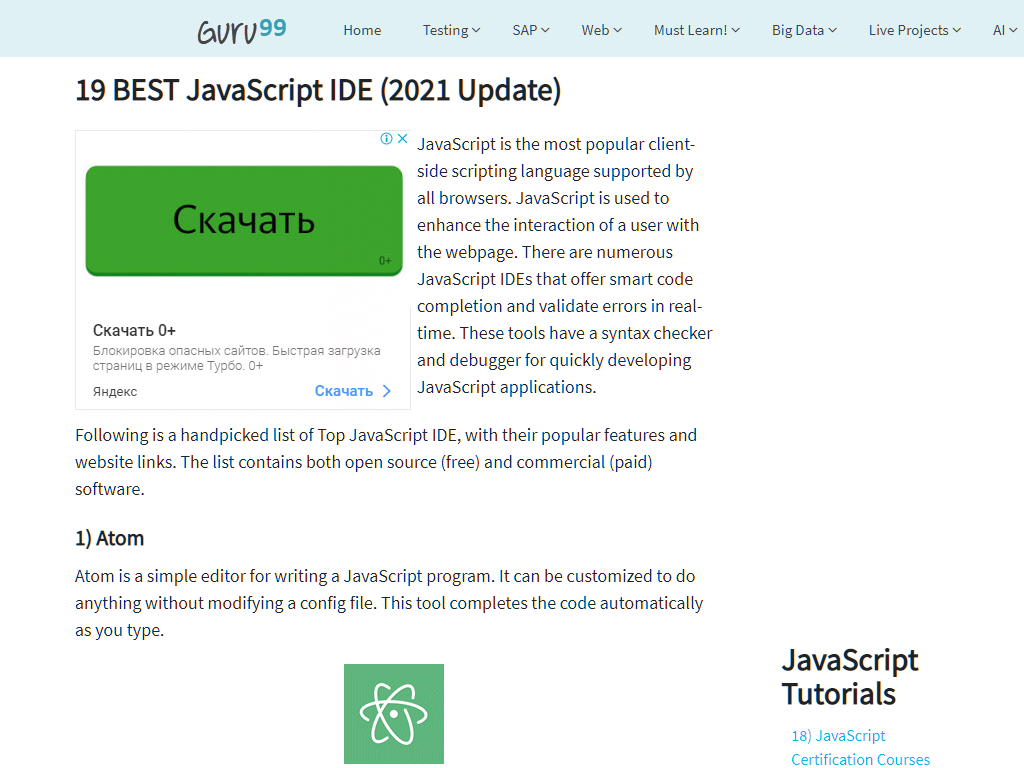 Guru99
Home Testing SAP Web Must Learn! Big Data Live Projects AI
19 BEST JavaScript IDE (2021 Update)
Скачать
0+
Скачать 0+
Блокировка опасных сайтов. Быстрая загрузка
страниц в режиме Турбо. 0+
Яндекс Скачать
JavaScript is the most popular client-
side scripting language supported by
all browsers. JavaScript is used to
enhance the interaction of a user with
the webpage. There are numerous
JavaScript IDEs that offer smart code
completion and validate errors in real-
time. These tools have a syntax checker
and debugger for quickly developing
JavaScript applications.
Following is a handpicked list of Top JavaScript IDE, with their popular features and
website links. The list contains both open source (free) and commercial (paid)
software.
1) Atom
Atom is a simple editor for writing a JavaScript program. It can be customized to do
anything without modifying a config file. This tool completes the code automatically
as you type.
JavaScript
Tutorials
18) JavaScript
Certification Courses